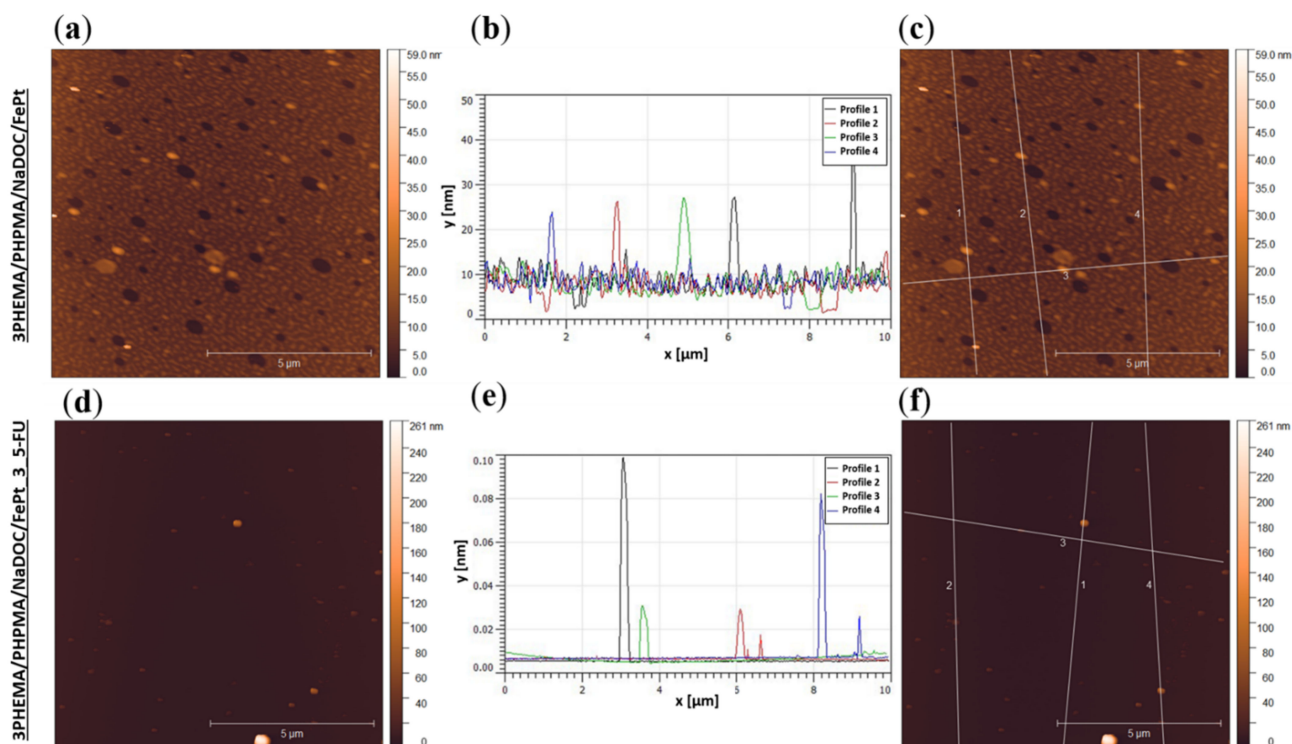 (a)
(b)
(c)
3PHEMA/PHPMA/NaDOC/FePt
59.0 nm
55.0
50.0
45.0
40.0
35.0
30.0
25.0
20.0
15.0
10.0
5.0
0.0
5 µm
y [nm]
50
40
30
20
10
0
0 2 4 6 8 10
x [µm]
Profile 1
Profile 2
Profile 3
Profile 4
1
2
3
4
5 µm
59.0 nm
55.0
50.0
45.0
40.0
35.0
30.0
25.0
20.0
15.0
10.0
5.0
0.0
(d)
(e)
(f)
3PHEMA/PHPMA/NaDOC/FePt_3_5-FU
261 nm
240
220
200
180
160
140
120
100
80
60
40
0
5 µm
y [nm]
0.10
0.08
0.06
0.04
0.02
0.00
0 2 5 8 10
x [µm]
Profile 1
Profile 2
Profile 3
Profile 4
1
2
3
4
5 µm
261 nm
240
220
200
180
160
140
120
100
80
60
40
0